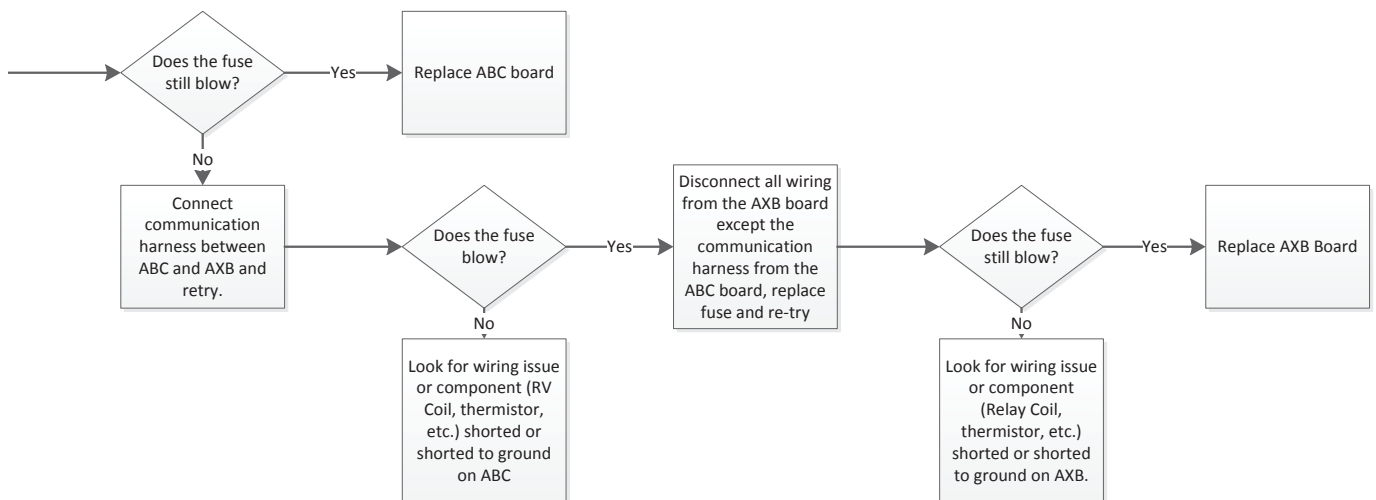 Does the fuse
still blow?
Yes
Replace ABC board
No
Connect
communication
harness between
ABC and AXB and
retry.
Does the fuse
blow?
Yes
Disconnect all wiring
from the AXB board
except the
communication
harness from the
ABC board, replace
fuse and re-try
Does the fuse
still blow?
Yes
Replace AXB Board
No
Look for wiring issue
or component (RV
Coil, thermistor,
etc.) shorted or
shorted to ground
on ABC
No
Look for wiring issue
or component
(Relay Coil,
thermistor, etc.)
shorted or shorted
to ground on AXB.